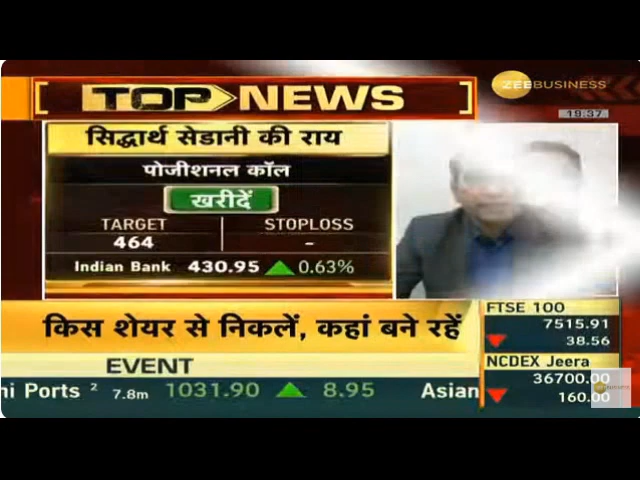 TOP NEWS
ZEEBUSINESS
19:37
सिद्धार्थ सेडानी की राय
पोजीशनल कॉल
खरीदें
TARGET STOPLOSS
464 -
Indian Bank 430.95 0.63%
किस शेयर से निकलें, कहां बने रहें
FTSE 100
7515.91
38.56
EVENT
NCDEX Jeera
36700.00
160.00
ni Ports ² 7.8m 1031.90 8.95 Asian